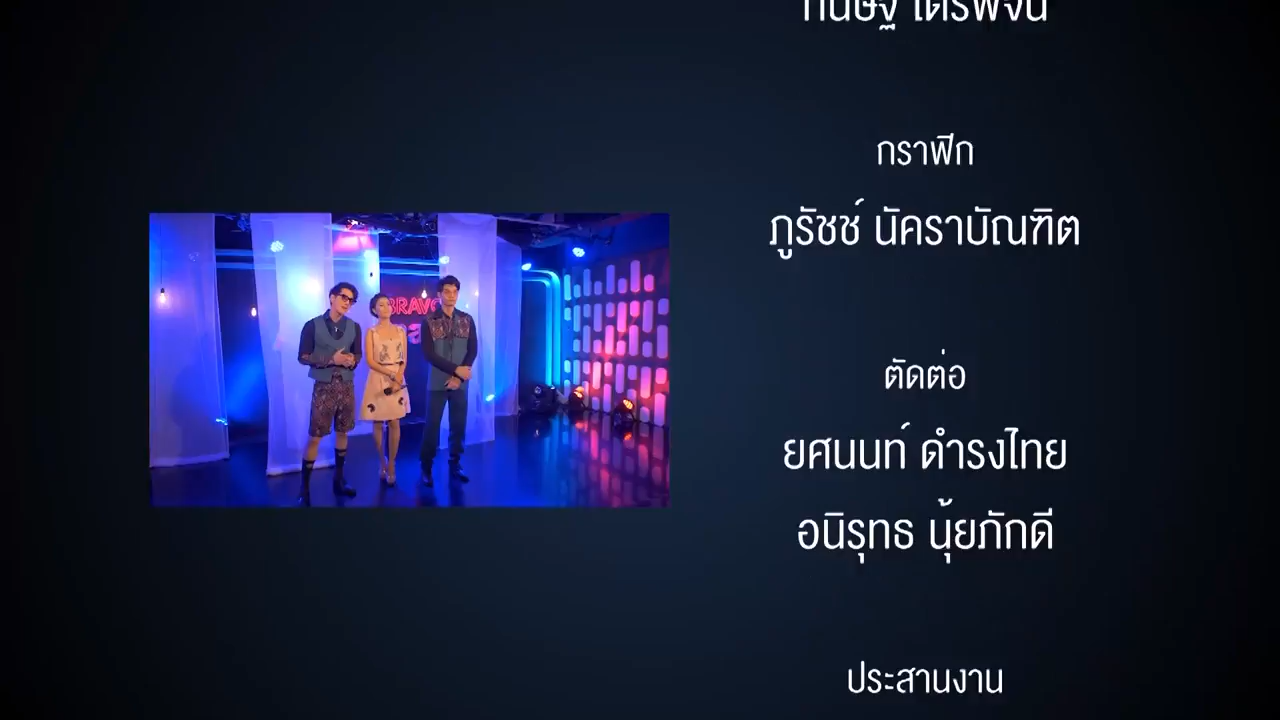 BRAVO
กราฟิก
ภูรัชช์ นัคราบัณฑิต
ตัดต่อ
ยศนนท์ ดำรงไทย
อนิรุทธ นุ้ยภักดี
ประสานงาน